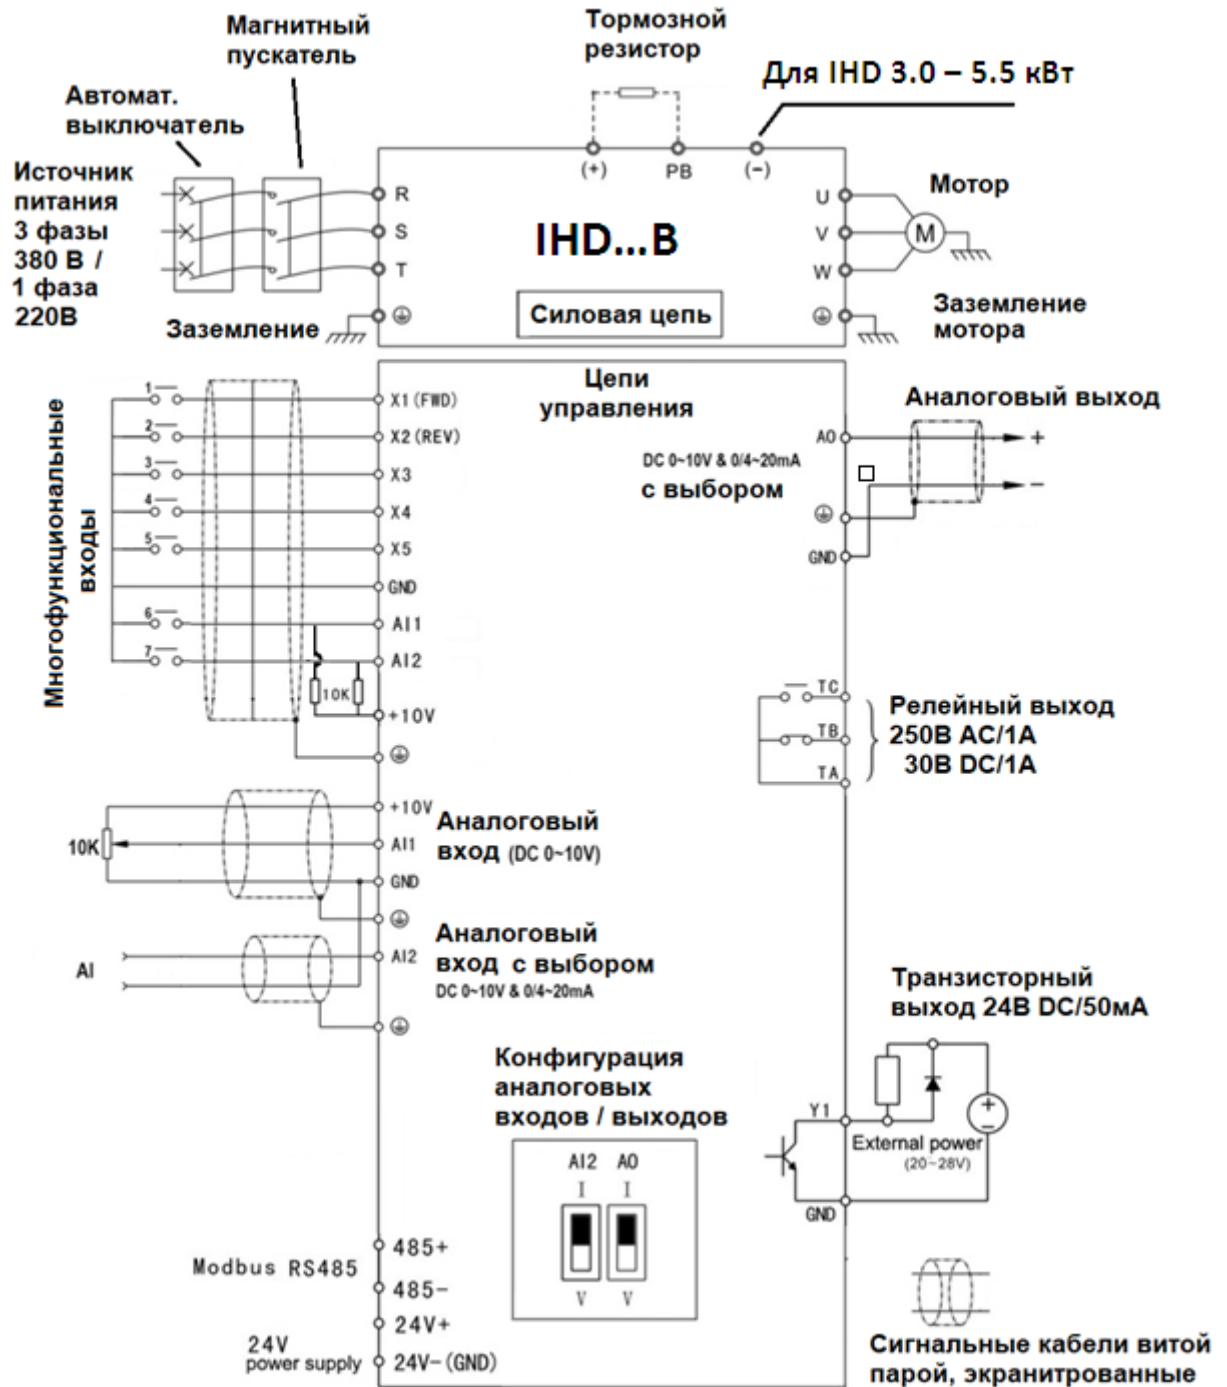 Магнитный
пускатель
Тормозной
резистор
Для IHD 3.0 – 5.5 кВт
Автомат.
выключатель
Источник
питания
3 фазы
380 В /
1 фаза
220В
(+)
PB
(-)
R
S
T
IHD...B
U
V
W
M
Мотор
Силовая цепь
Заземление
Заземление
мотора
Цепи
управления
Многофункциональные
входы
1
X1 (FWD)
2
X2 (REV)
3
X3
4
X4
5
X5
GND
6
AI1
7
AI2
10K
+10V
Аналоговый выход
AO
+
DC 0~10V & 0/4~20mA
с выбором
−
GND
TC
TB
TA
Релейный выход
250В AC/1A
30В DC/1A
+10V
10K
AI1
GND
Аналоговый
вход (DC 0~10V)
AI
AI2
Аналоговый
вход с выбором
DC 0~10V & 0/4~20mA
Транзисторный
выход 24В DC/50мА
Y1
External power
(20~28V)
+
−
GND
Конфигурация
аналоговых
входов / выходов
AI2 AO
I I
V V
Modbus RS485
485+
485-
24V
power supply
24V+
24V-(GND)
Сигнальные кабели витой
парой, экранитрованные